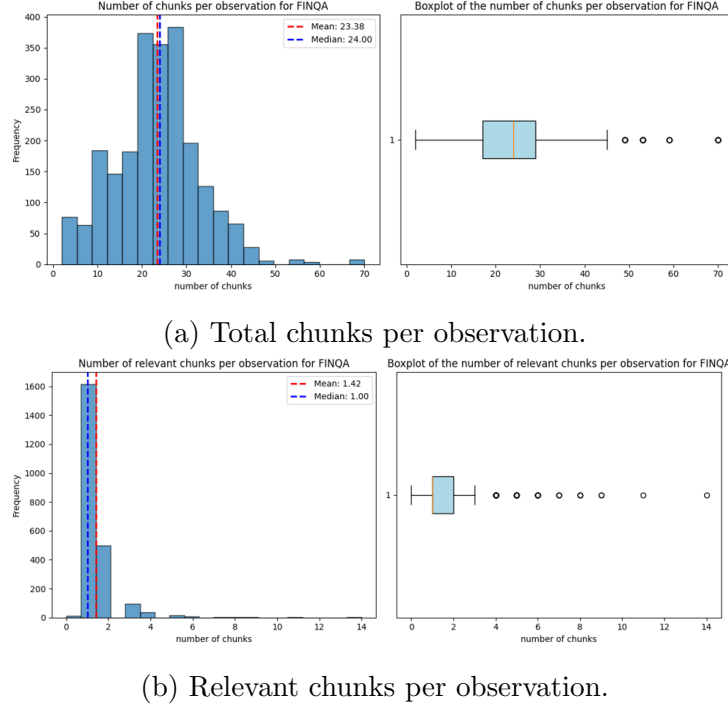 Number of chunks per observation for FINQA
Mean: 23.38
Median: 24.00
Frequency
400
350
300
250
200
150
100
50
0
0 10 20 30 40 50 60 70
number of chunks
Boxplot of the number of chunks per observation for FINQA
1
0 10 20 30 40 50 60 70
number of chunks
(a) Total chunks per observation.
Number of relevant chunks per observation for FINQA
Mean: 1.42
Median: 1.00
Frequency
1600
1400
1200
1000
800
600
400
200
0
0 2 4 6 8 10 12 14
number of chunks
Boxplot of the number of relevant chunks per observation for FINQA
1
0 2 4 6 8 10 12 14
number of chunks
(b) Relevant chunks per observation.